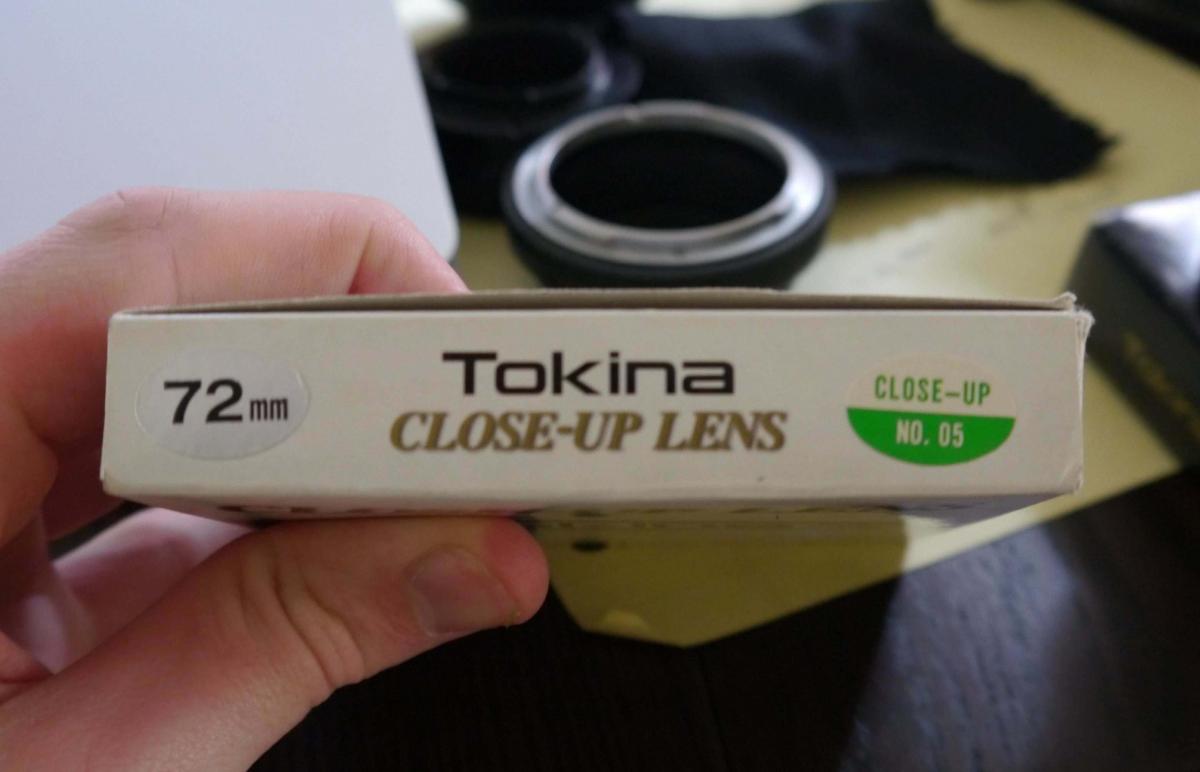 72mm
Tokina
CLOSE-UP LENS
CLOSE-UP
NO. 05